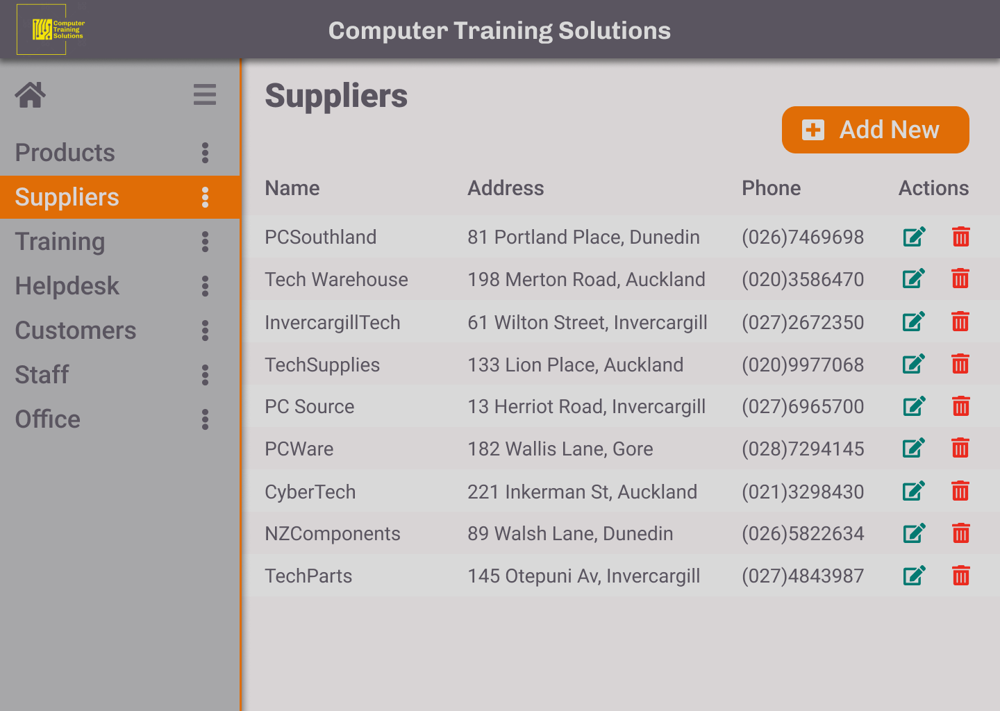 Computer
Training
Solutions
Computer Training Solutions
Products
Suppliers
Training
Helpdesk
Customers
Staff
Office
Suppliers
Add New
Name Address Phone Actions
PCSouthland 81 Portland Place, Dunedin (026)7469698
Tech Warehouse 198 Merton Road, Auckland (020)3586470
InvercargillTech 61 Wilton Street, Invercargill (027)2672350
TechSupplies 133 Lion Place, Auckland (020)9977068
PC Source 13 Herriot Road, Invercargill (027)6965700
PCWare 182 Wallis Lane, Gore (028)7294145
CyberTech 221 Inkerman St, Auckland (021)3298430
NZComponents 89 Walsh Lane, Dunedin (026)5822634
TechParts 145 Otepuni Av, Invercargill (027)4843987